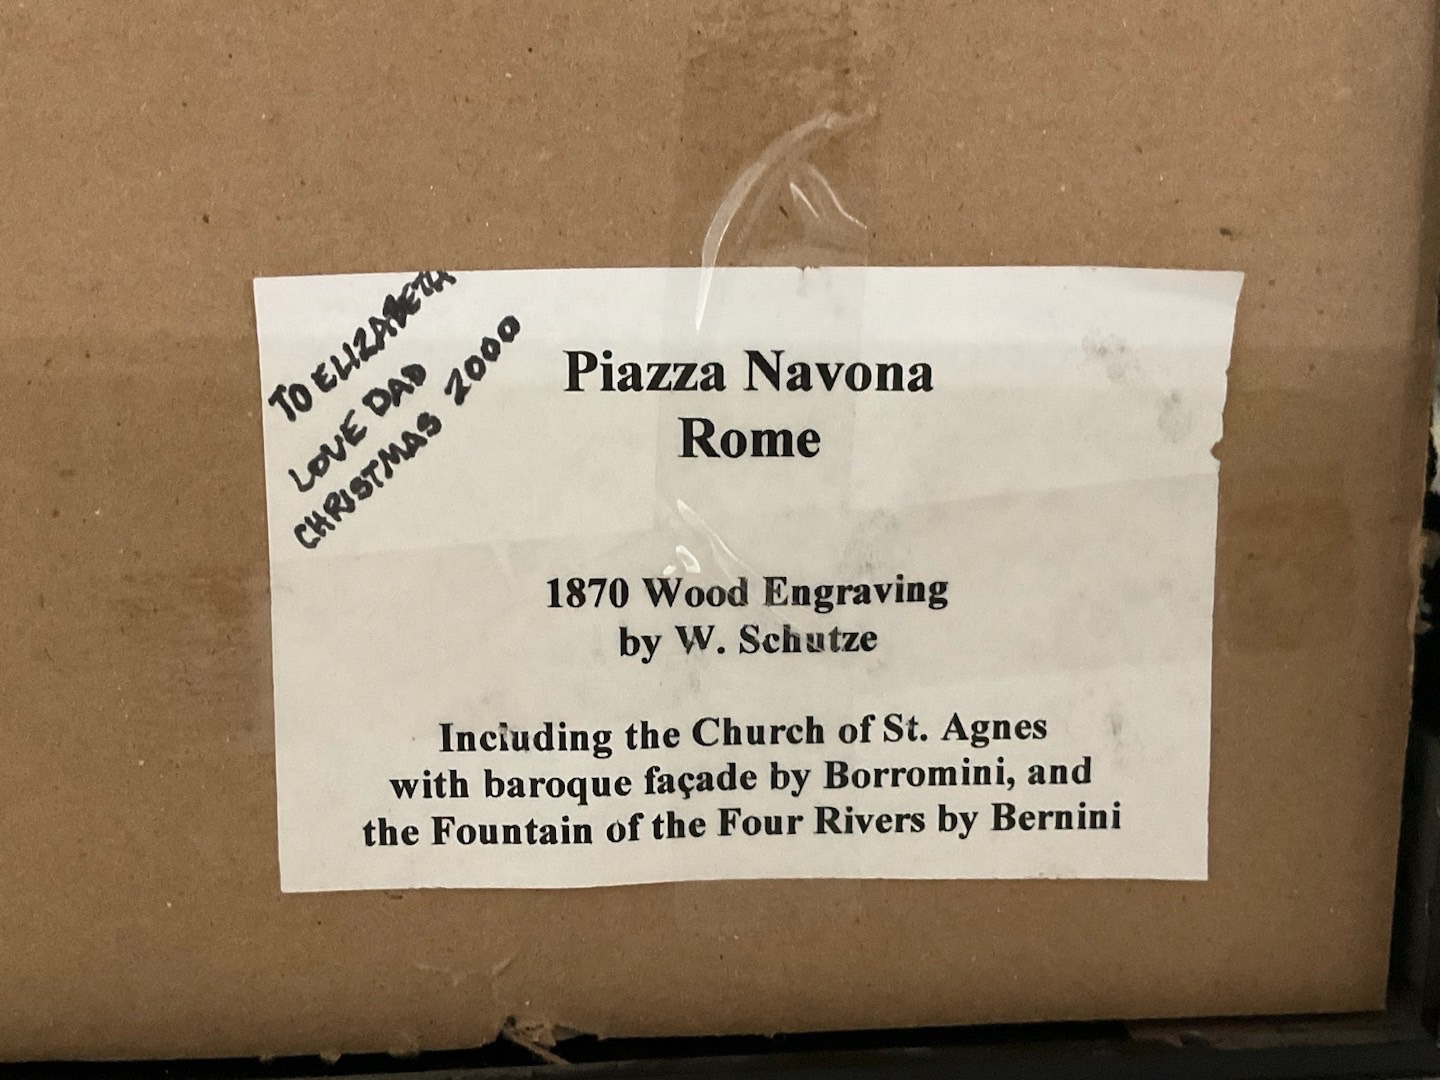 TO ELIZABETH
LOVE DAD
CHRISTMAS 2000
Piazza Navona
Rome
1870 Wood Engraving
by W. Schutze
Including the Church of St. Agnes
with baroque façade by Borromini, and
the Fountain of the Four Rivers by Bernini